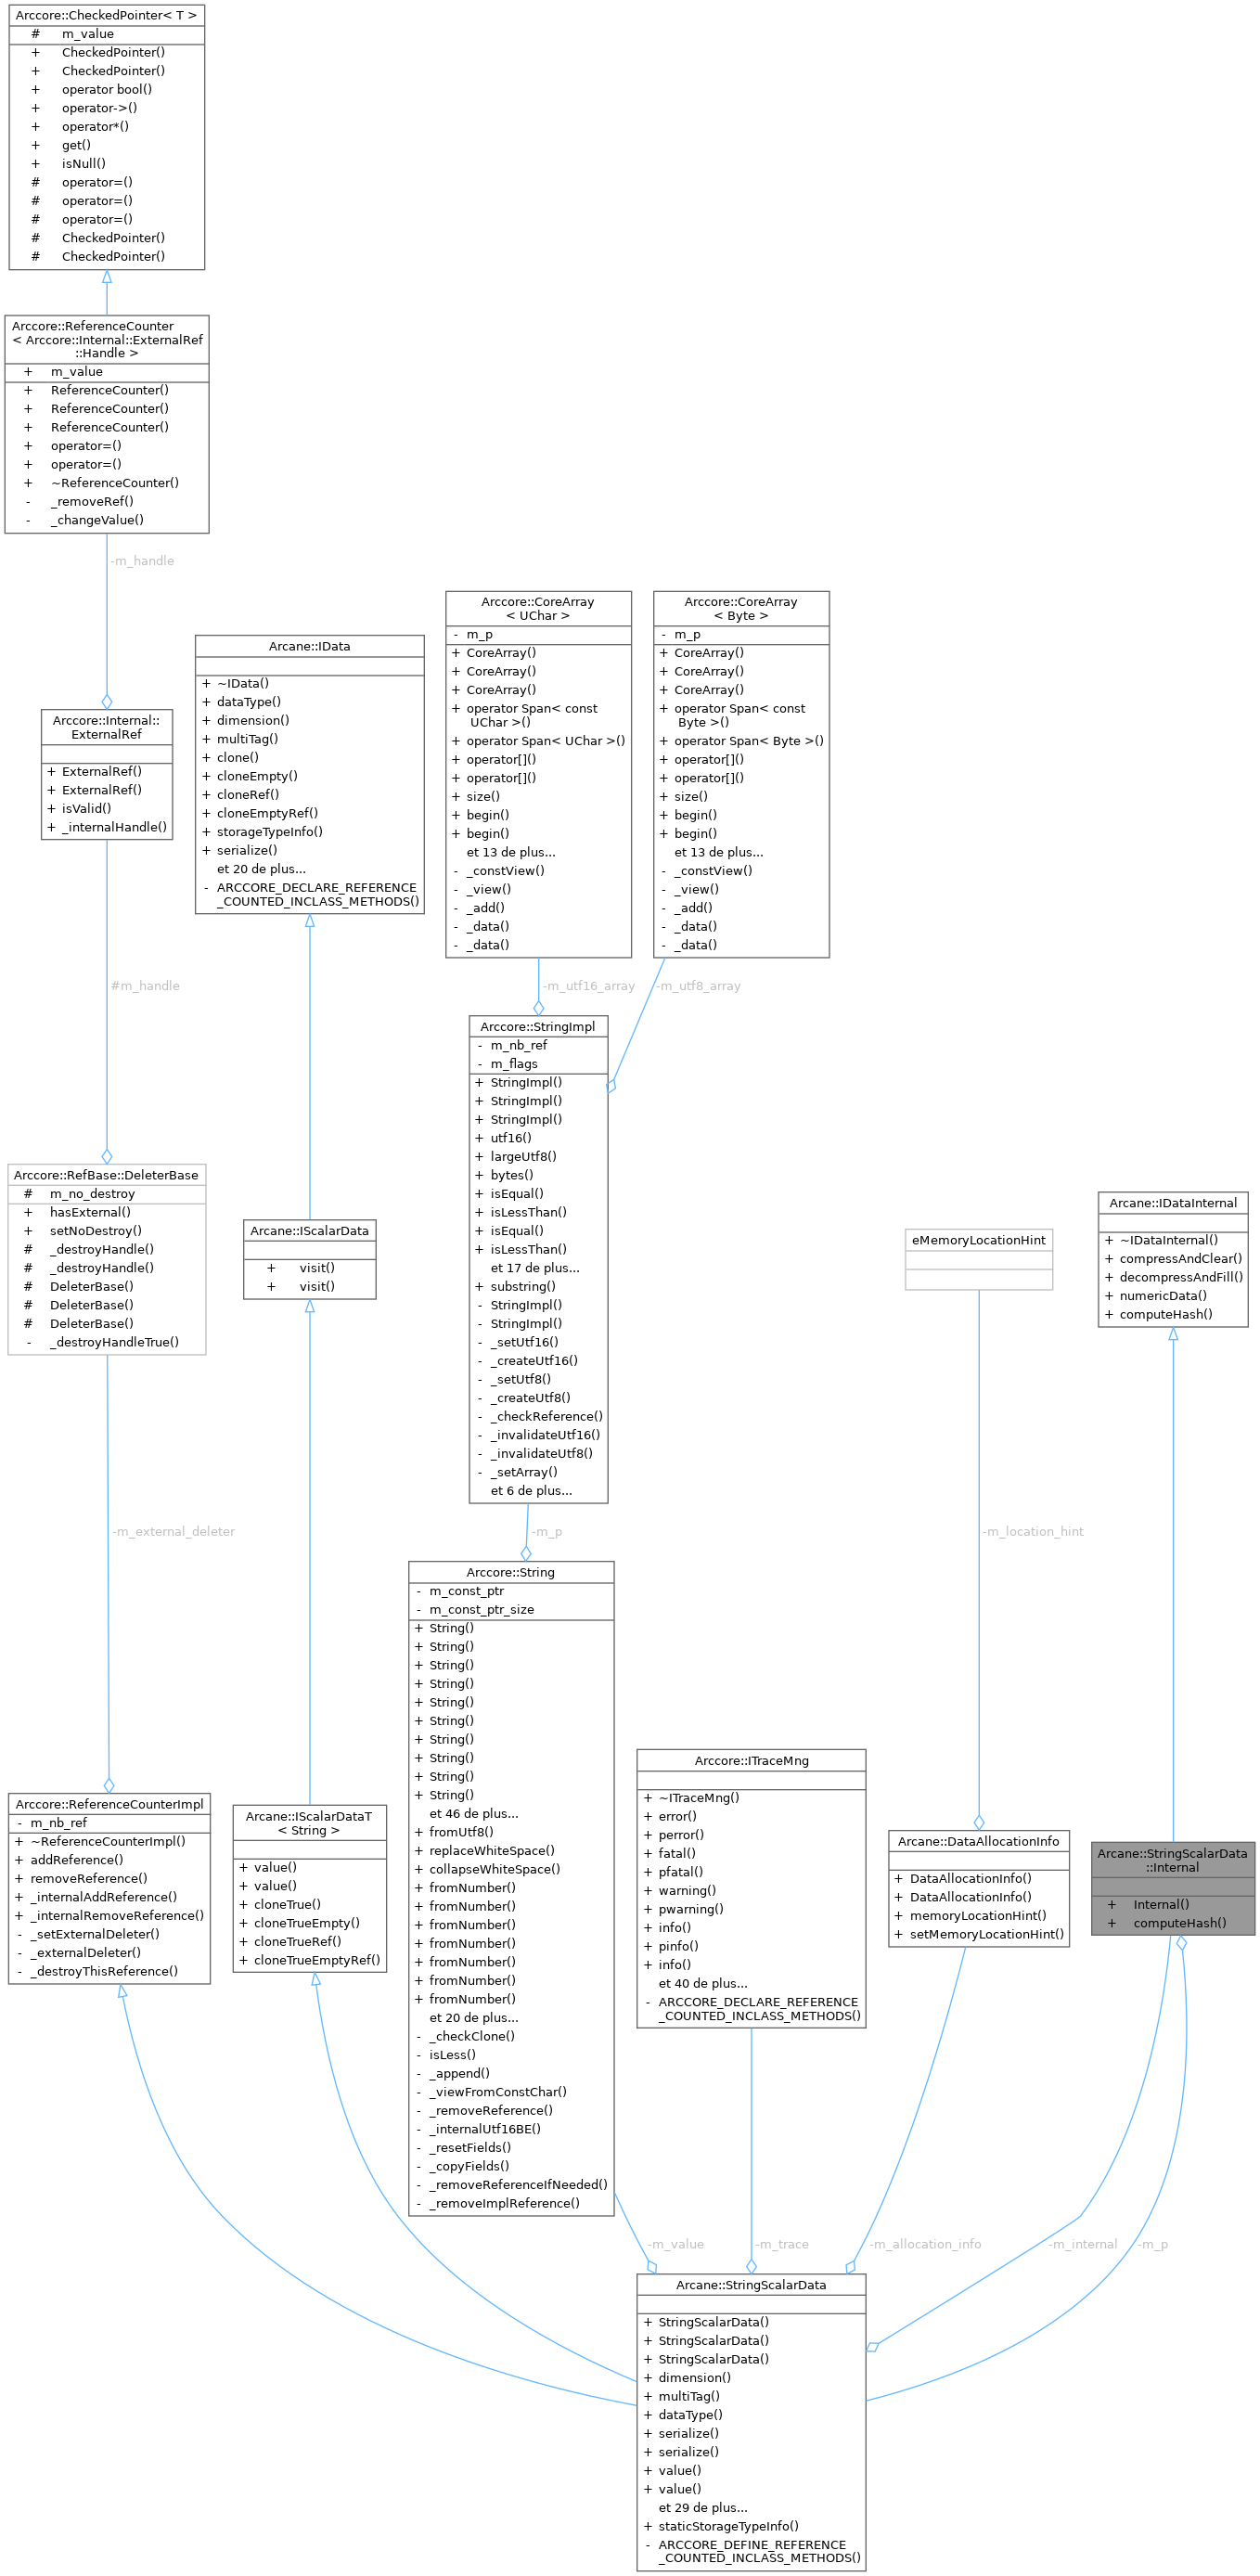 Arccore::CheckedPointer< T >
# m_value
+ CheckedPointer()
+ CheckedPointer()
+ operator bool()
+ operator->()
+ operator*()
+ get()
+ isNull()
# operator=()
# operator=()
# operator=()
# CheckedPointer()
# CheckedPointer()
Arccore::ReferenceCounter
< Arccore::Internal::ExternalRef
::Handle >
+ m_value
+ ReferenceCounter()
+ ReferenceCounter()
+ ReferenceCounter()
+ operator=()
+ operator=()
+ ~ReferenceCounter()
- _removeRef()
- _changeValue()
-m_handle
Arccore::Internal::
ExternalRef
+ ExternalRef()
+ ExternalRef()
+ isValid()
+ _internalHandle()
#m_handle
Arccore::RefBase::DeleterBase
# m_no_destroy
+ hasExternal()
+ setNoDestroy()
# _destroyHandle()
# _destroyHandle()
# DeleterBase()
# DeleterBase()
# DeleterBase()
- _destroyHandleTrue()
-m_external_deleter
Arccore::ReferenceCounterImpl
- m_nb_ref
+ ~ReferenceCounterImpl()
+ addReference()
+ removeReference()
+ _internalAddReference()
+ _internalRemoveReference()
- _setExternalDeleter()
- _externalDeleter()
- _destroyThisReference()
Arcane::IData
+ ~IData()
+ dataType()
+ dimension()
+ multiTag()
+ clone()
+ cloneEmpty()
+ cloneRef()
+ cloneEmptyRef()
+ storageTypeInfo()
+ serialize()
et 20 de plus...
- ARCCORE_DECLARE_REFERENCE
_COUNTED_INCLASS_METHODS()
Arcane::IScalarData
+ visit()
+ visit()
Arcane::IScalarDataT
< String >
+ value()
+ value()
+ cloneTrue()
+ cloneTrueEmpty()
+ cloneTrueRef()
+ cloneTrueEmptyRef()
Arccore::CoreArray
< UChar >
- m_p
+ CoreArray()
+ CoreArray()
+ CoreArray()
+ operator Span< const
UChar >()
+ operator Span< UChar >()
+ operator[]()
+ operator[]()
+ size()
+ begin()
+ begin()
et 13 de plus...
- _constView()
- _view()
- _add()
- _data()
- _data()
-m_utf16_array
Arccore::CoreArray
< Byte >
- m_p
+ CoreArray()
+ CoreArray()
+ CoreArray()
+ operator Span< const
Byte >()
+ operator Span< Byte >()
+ operator[]()
+ operator[]()
+ size()
+ begin()
+ begin()
et 13 de plus...
- _constView()
- _view()
- _add()
- _data()
- _data()
-m_utf8_array
Arccore::StringImpl
- m_nb_ref
- m_flags
+ StringImpl()
+ StringImpl()
+ StringImpl()
+ utf16()
+ largeUtf8()
+ bytes()
+ isEqual()
+ isLessThan()
+ isEqual()
+ isLessThan()
et 17 de plus...
+ substring()
- StringImpl()
- StringImpl()
- _setUtf16()
- _createUtf16()
- _setUtf8()
- _createUtf8()
- _checkReference()
- _invalidateUtf16()
- _invalidateUtf8()
- _setArray()
et 6 de plus...
-m_p
Arccore::String
- m_const_ptr
- m_const_ptr_size
+ String()
+ String()
+ String()
+ String()
+ String()
+ String()
+ String()
+ String()
+ String()
+ String()
et 46 de plus...
+ fromUtf8()
+ replaceWhiteSpace()
+ collapseWhiteSpace()
+ fromNumber()
+ fromNumber()
+ fromNumber()
+ fromNumber()
+ fromNumber()
+ fromNumber()
+ fromNumber()
et 20 de plus...
- _checkClone()
- isLess()
- _append()
- _viewFromConstChar()
- _removeReference()
- _internalUtf16BE()
- _resetFields()
- _copyFields()
- _removeReferenceIfNeeded()
- _removeImplReference()
-m_value
Arccore::ITraceMng
+ ~ITraceMng()
+ error()
+ perror()
+ fatal()
+ pfatal()
+ warning()
+ pwarning()
+ info()
+ pinfo()
+ info()
et 40 de plus...
- ARCCORE_DECLARE_REFERENCE
_COUNTED_INCLASS_METHODS()
-m_trace
eMemoryLocationHint
-m_location_hint
Arcane::DataAllocationInfo
+ DataAllocationInfo()
+ DataAllocationInfo()
+ memoryLocationHint()
+ setMemoryLocationHint()
-m_allocation_info
Arcane::IDataInternal
+ ~IDataInternal()
+ compressAndClear()
+ decompressAndFill()
+ numericData()
+ computeHash()
Arcane::StringScalarData
::Internal
+ Internal()
+ computeHash()
-m_internal
-m_p
Arcane::StringScalarData
+ StringScalarData()
+ StringScalarData()
+ StringScalarData()
+ dimension()
+ multiTag()
+ dataType()
+ serialize()
+ serialize()
+ value()
+ value()
et 29 de plus...
+ staticStorageTypeInfo()
- ARCCORE_DEFINE_REFERENCE
_COUNTED_INCLASS_METHODS()